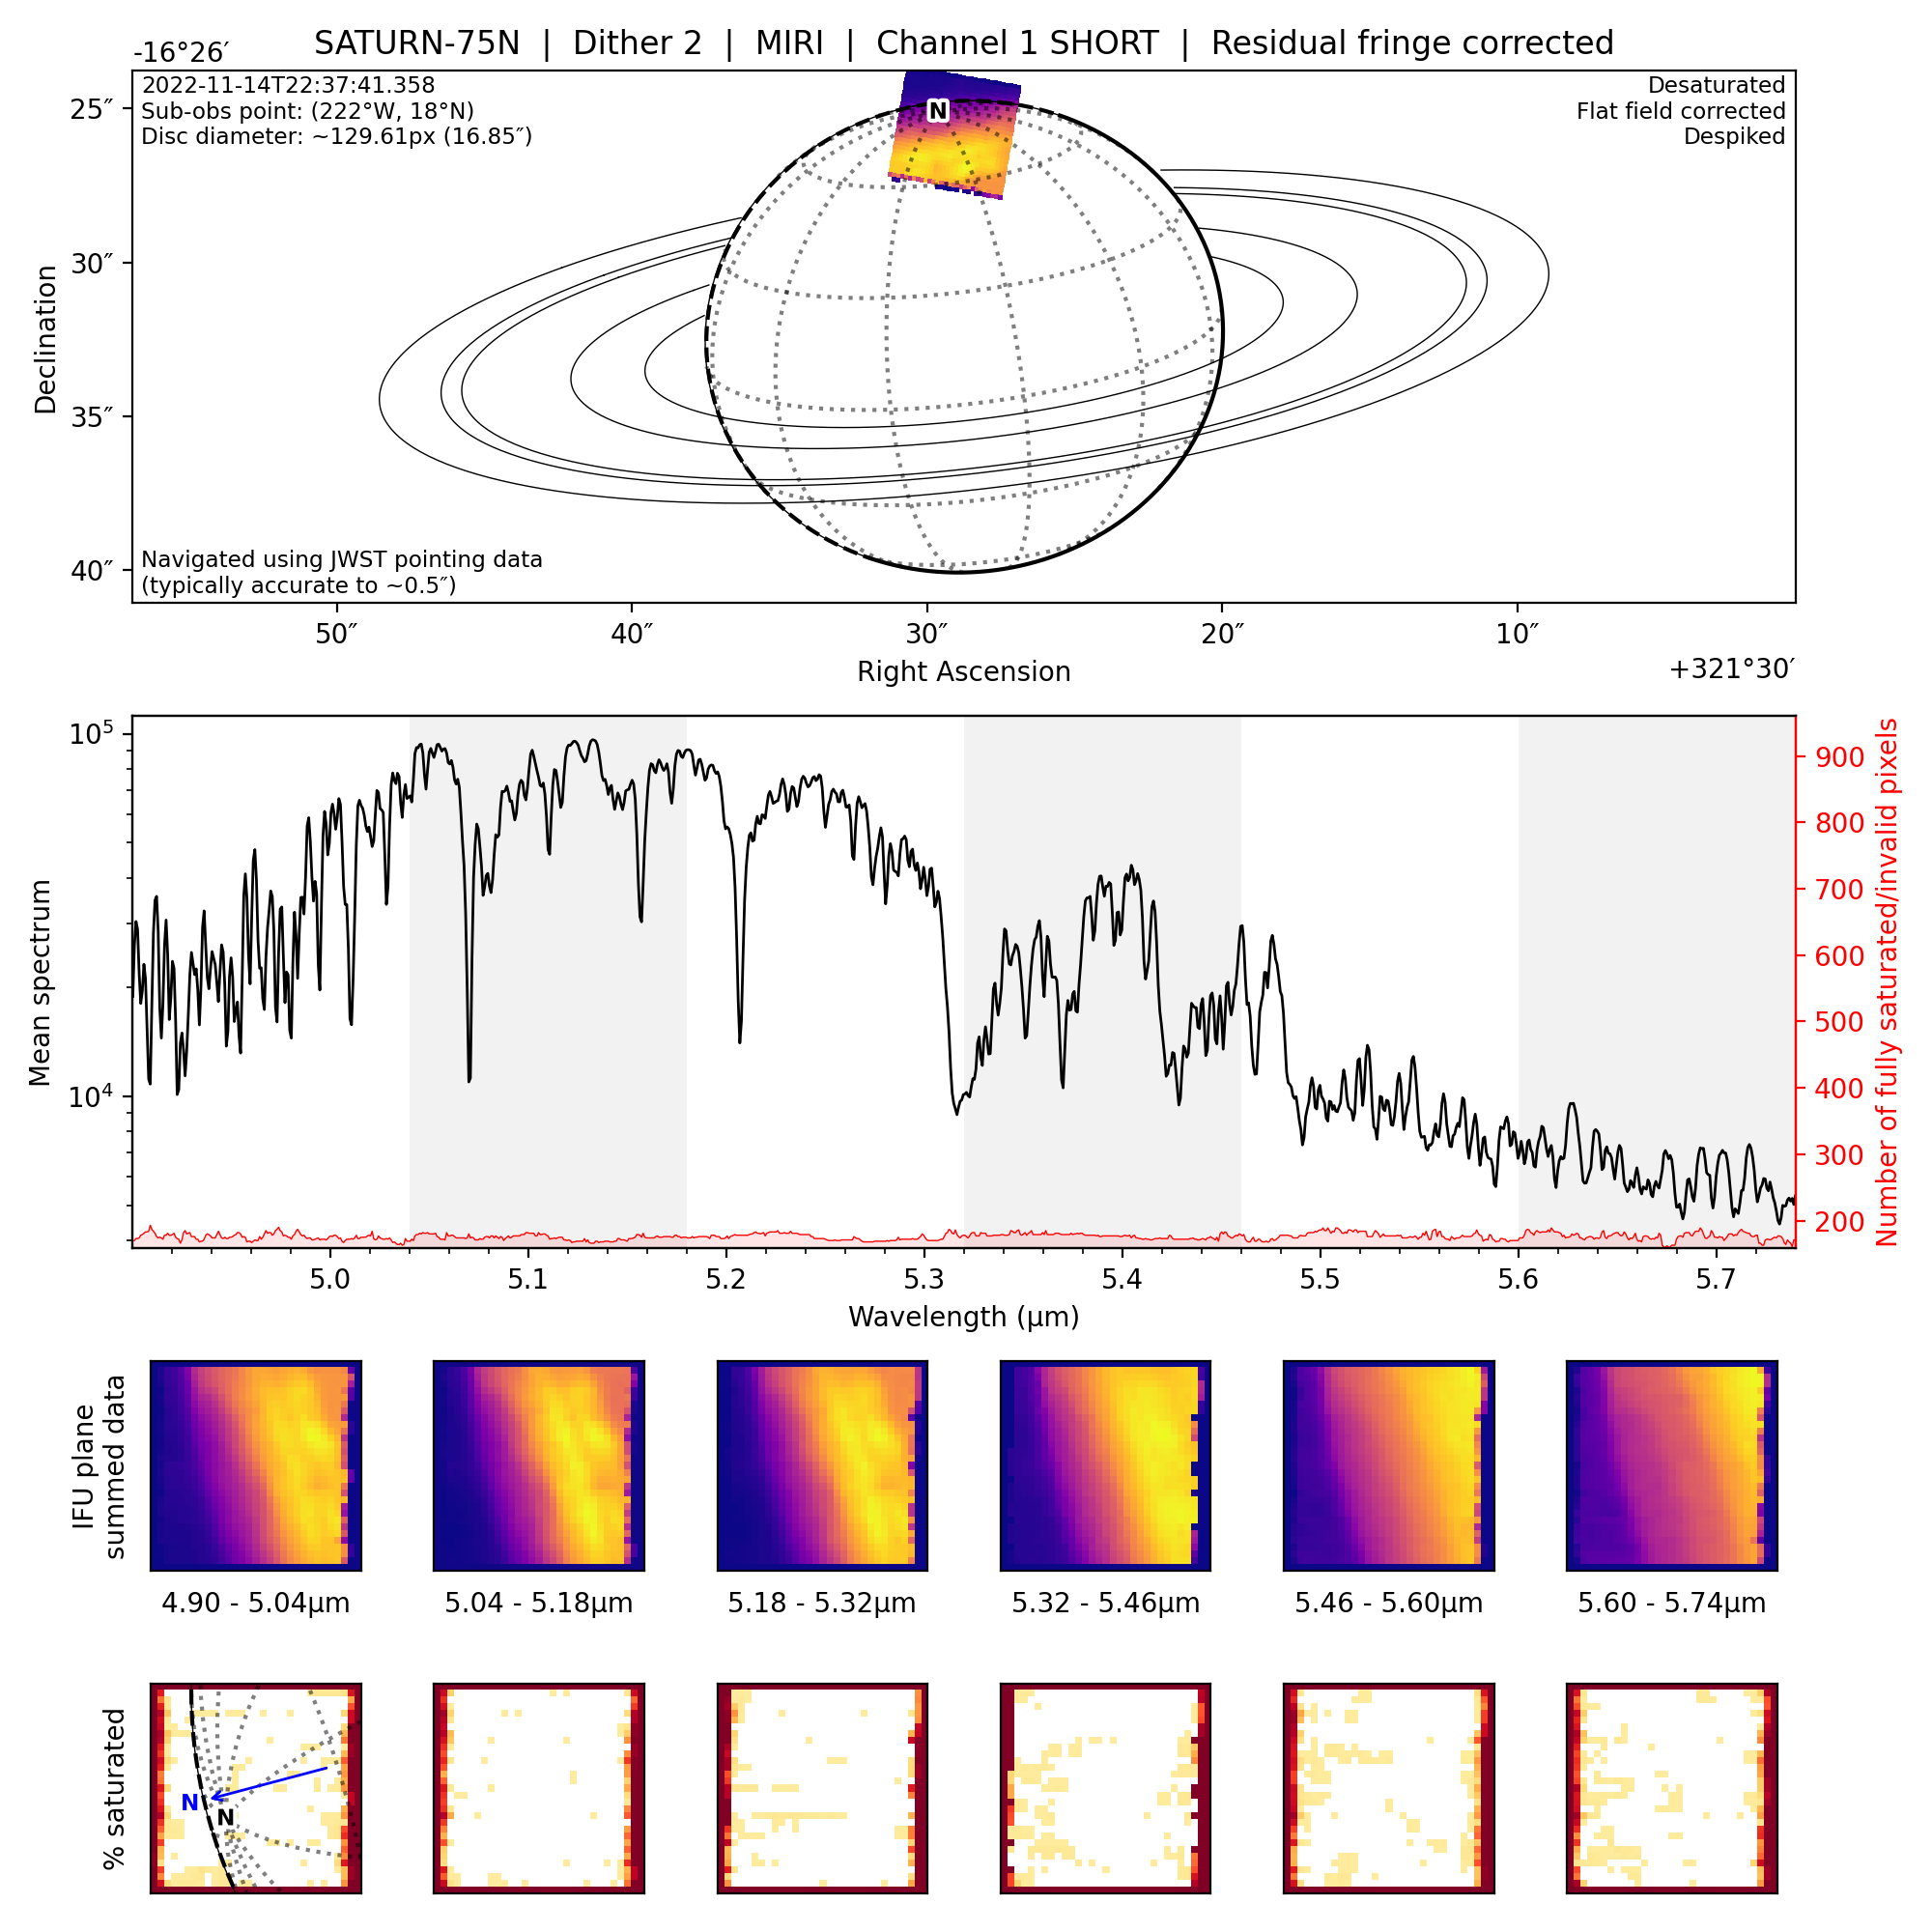 SATURN-75N | Dither 2 | MIRI | Channel 1 SHORT | Residual fringe corrected
-16°26′
2022-11-14T22:37:41.358
Sub-obs point: (222°W, 18°N)
Disc diameter: ~129.61px (16.85″)
Desaturated
Flat field corrected
Despiked
N
25″
30″
35″
40″
Declination
Navigated using JWST pointing data
(typically accurate to ~0.5″)
50″ 40″ 30″ 20″ 10″
Right Ascension
+321°30′
10⁵
10⁴
Mean spectrum
900
800
700
600
500
400
300
200
Number of fully saturated/invalid pixels
5.0 5.1 5.2 5.3 5.4 5.5 5.6 5.7
Wavelength (µm)
IFU plane
summed data
4.90 - 5.04µm 5.04 - 5.18µm 5.18 - 5.32µm 5.32 - 5.46µm 5.46 - 5.60µm 5.60 - 5.74µm
% saturated
N
N